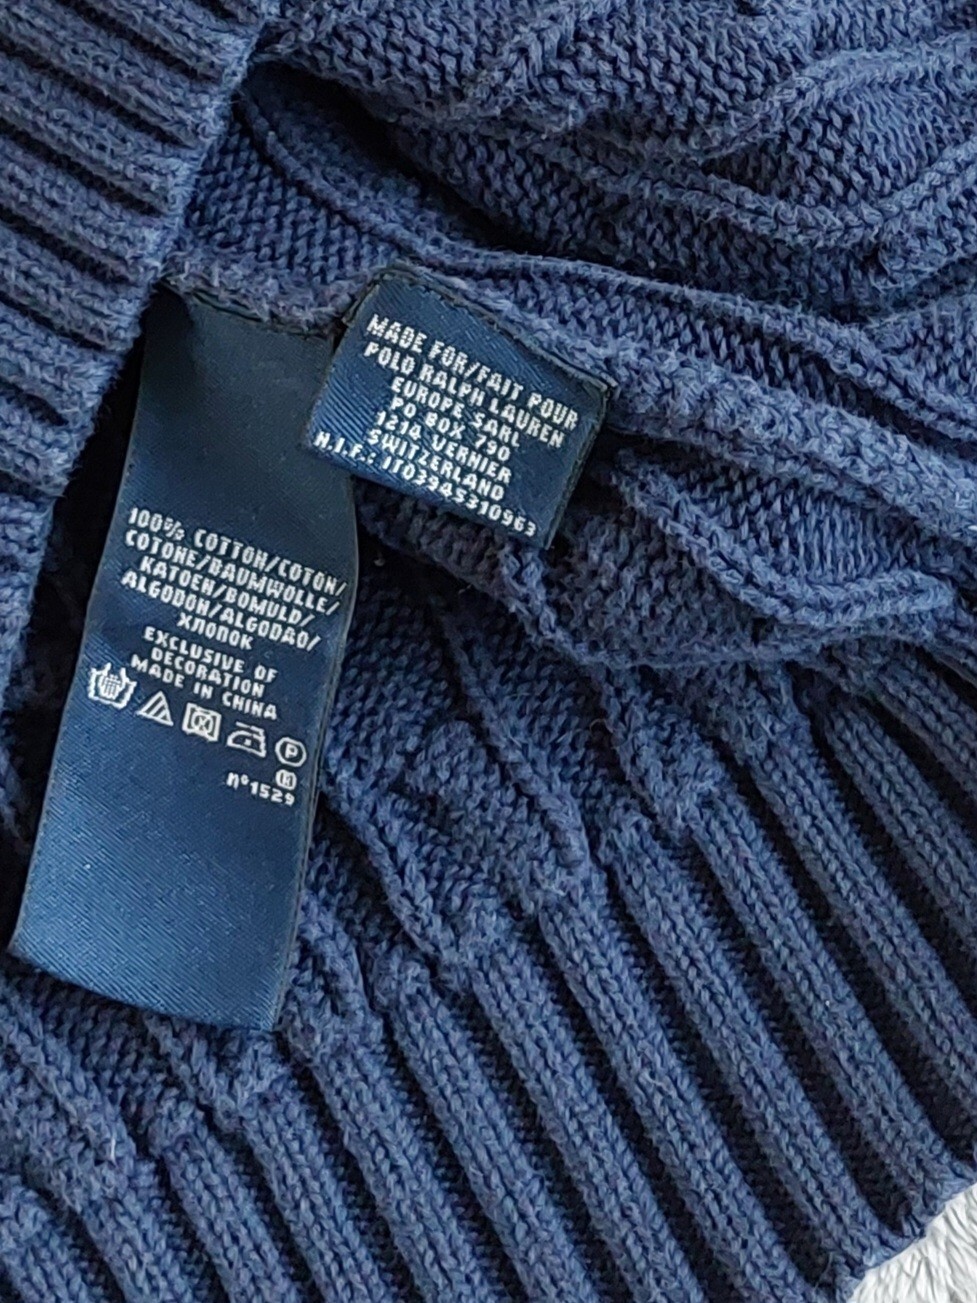 MADE FOR/FAIT POUR
POLO RALPH LAUREN
EUROPE SARL
PO BOX 790
1214 VERNIER
SWITZERLAND
N.I.F.: IT03945310963
100% COTTON/COTON/
COTONE/BAUMWOLLE/
KATOEN/BOMULD/
ALGODON/ALGODAO/
ХЛОПОК
EXCLUSIVE OF
DECORATION
MADE IN CHINA
P
K
n°1529